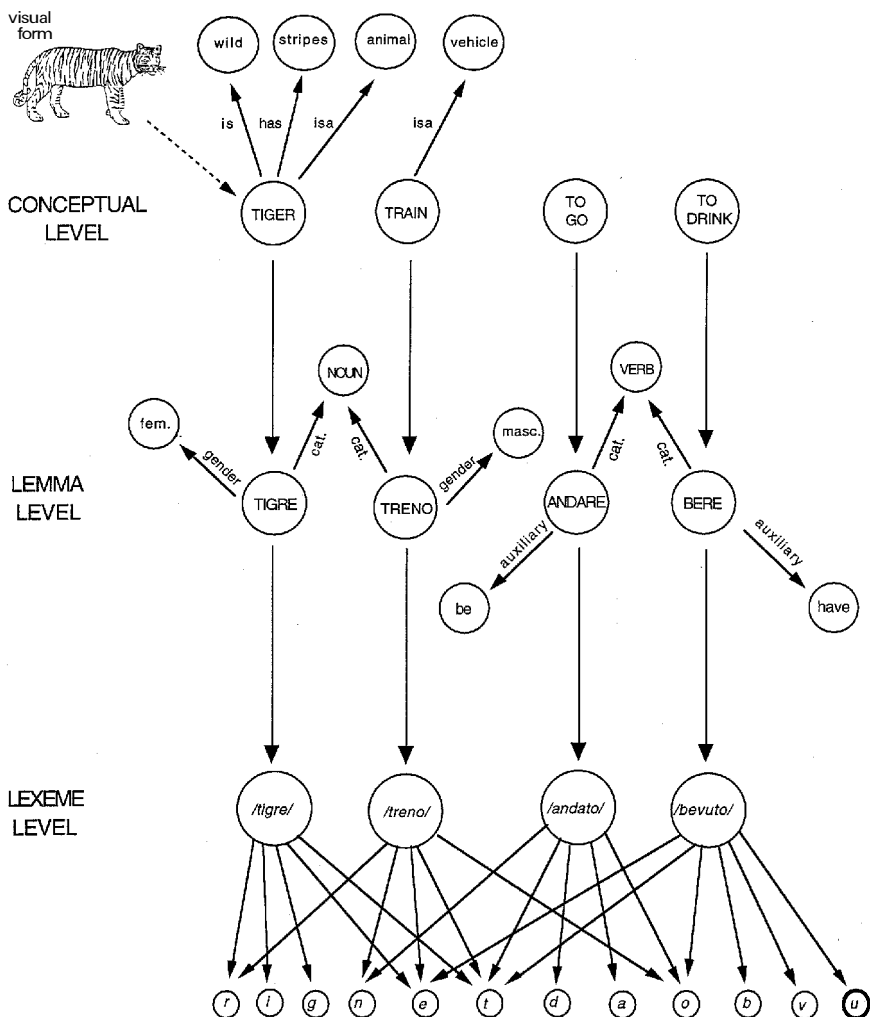 visual
form
wild
stripes
animal
vehicle
is
has
isa
isa
CONCEPTUAL
LEVEL
TIGER
TRAIN
TO
GO
TO
DRINK
NOUN
VERB
fem.
masc.
gender
cat.
cat.
gender
cat.
cat.
LEMMA
LEVEL
TIGRE
TRENO
ANDARE
BERE
auxiliary
auxiliary
be
have
LEXEME
LEVEL
/tigre/
/treno/
/andato/
/bevuto/
r
i
g
n
e
t
d
a
o
b
v
u